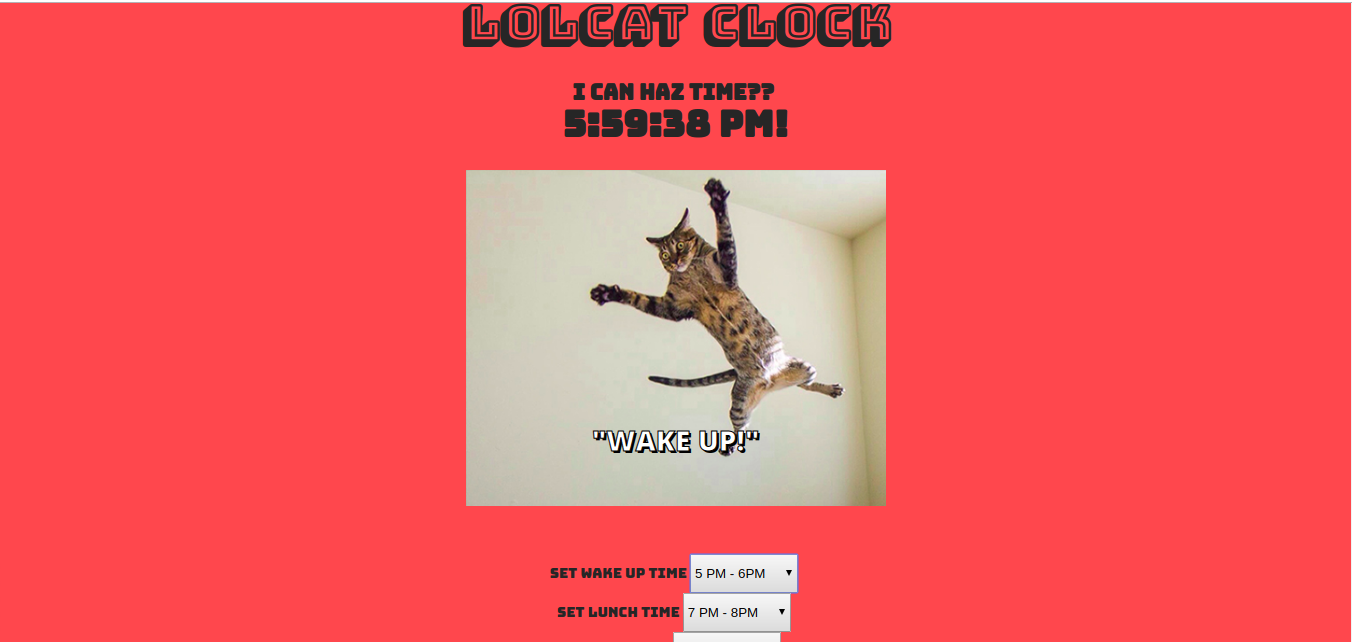 LOLCAT CLOCK
I CAN HAZ TIME??
5:59:38 PM!
"WAKE UP!"
SET WAKE UP TIME 5 PM - 6PM
SET LUNCH TIME 7 PM - 8PM